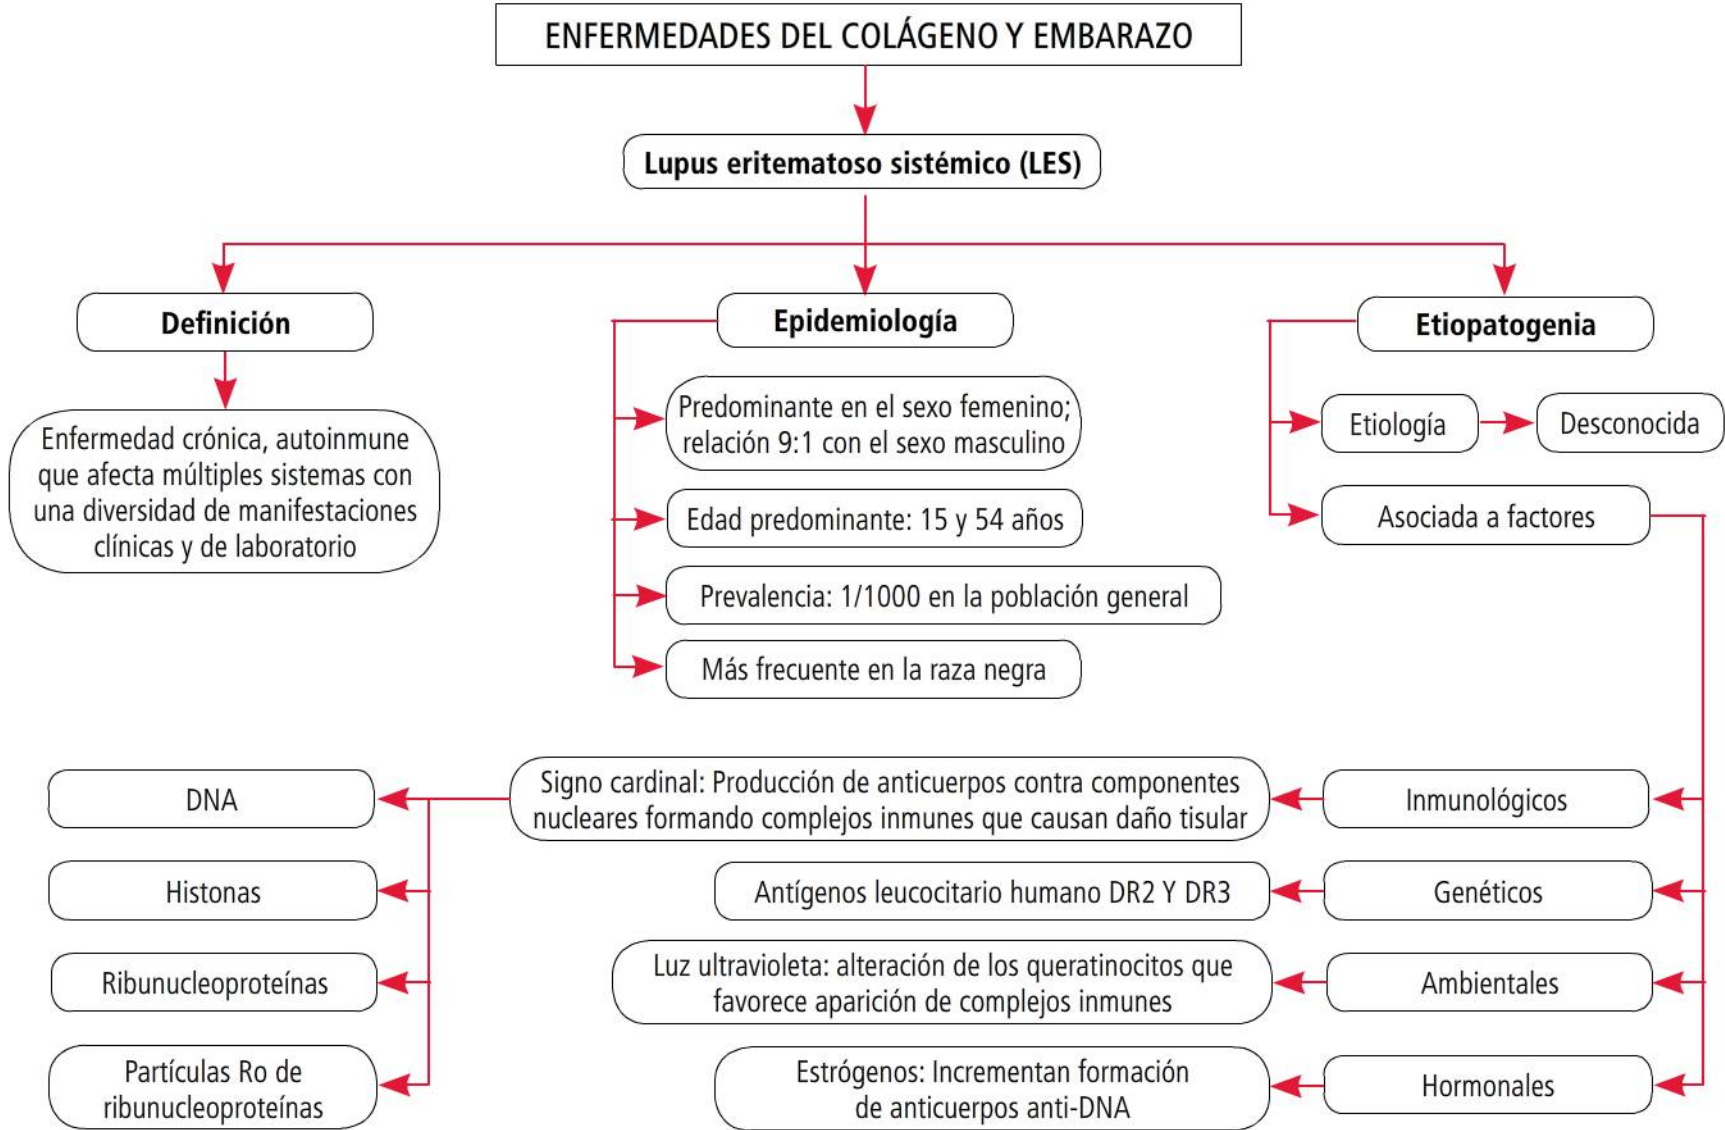 ENFERMEDADES DEL COLÁGENO Y EMBARAZO
Lupus eritematoso sistémico (LES)
Definición
Enfermedad crónica, autoinmune
que afecta múltiples sistemas con
una diversidad de manifestaciones
clínicas y de laboratorio
Epidemiología
Predominante en el sexo femenino;
relación 9:1 con el sexo masculino
Edad predominante: 15 y 54 años
Prevalencia: 1/1000 en la población general
Más frecuente en la raza negra
Etiopatogenia
Etiología
Desconocida
Asociada a factores
Inmunológicos
Signo cardinal: Producción de anticuerpos contra componentes
nucleares formando complejos inmunes que causan daño tisular
DNA
Histonas
Ribunucleoproteínas
Partículas Ro de
ribunucleoproteínas
Genéticos
Antígenos leucocitario humano DR2 Y DR3
Ambientales
Luz ultravioleta: alteración de los queratinocitos que
favorece aparición de complejos inmunes
Hormonales
Estrógenos: Incrementan formación
de anticuerpos anti-DNA